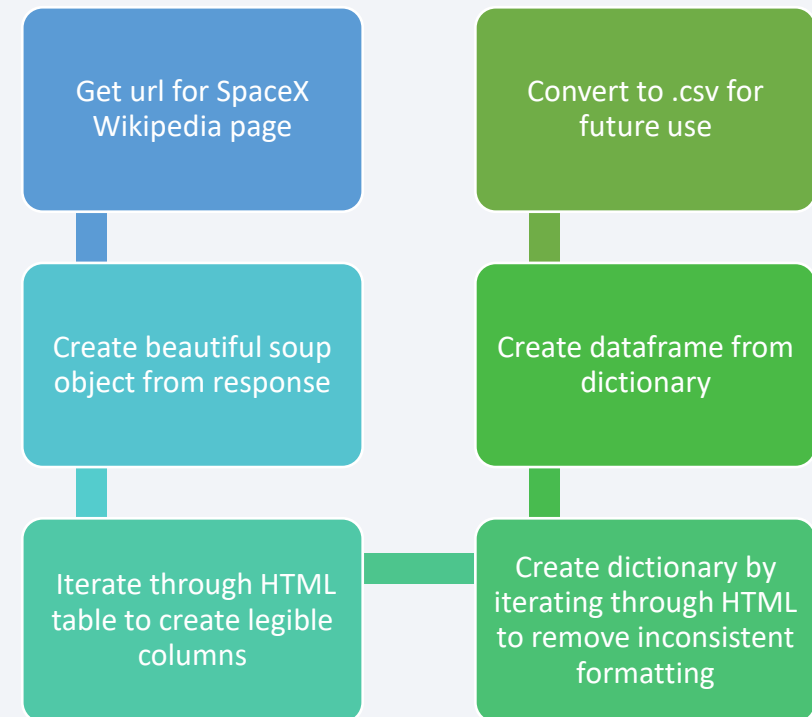 Get url for SpaceX
Wikipedia page
Create beautiful soup
object from response
Iterate through HTML
table to create legible
columns
Create dictionary by
iterating through HTML
to remove inconsistent
formatting
Create dataframe from
dictionary
Convert to .csv for
future use